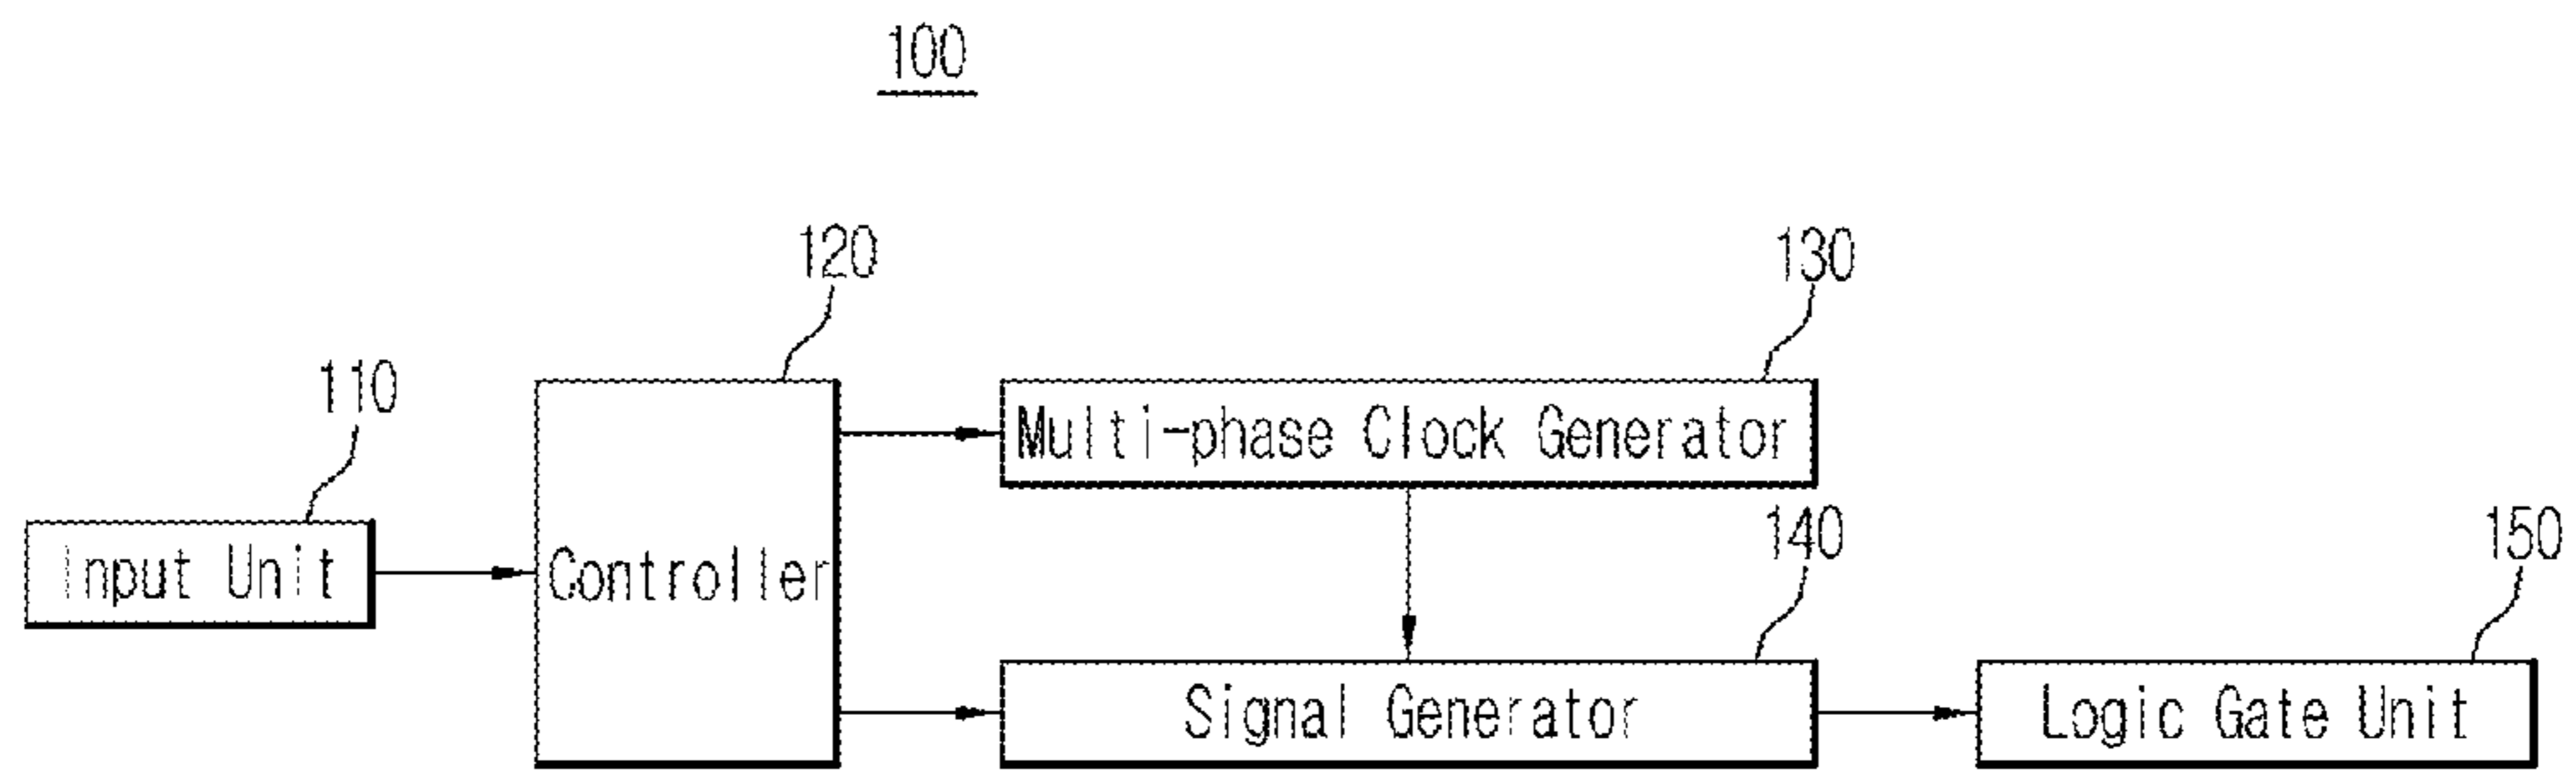 100
120
130
110
Multi-phase Clock Generator
140
150
Input Unit
Controller
Signal Generator
Logic Gate Unit